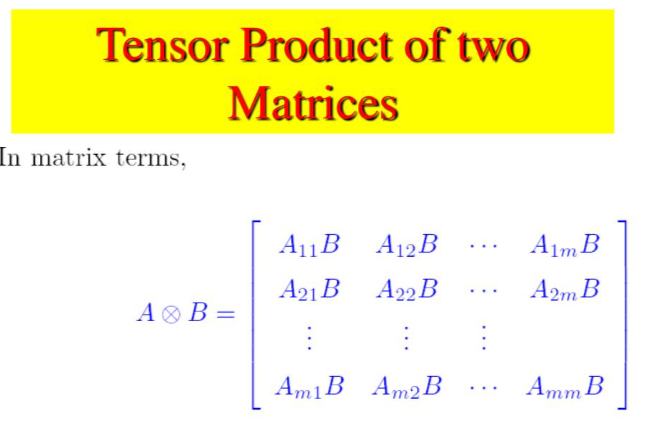 Tensor Product of two
Matrices
In matrix terms,
A₁₁B A₁₂B ⋯ A₁ₘB
A₂₁B A₂₂B ⋯ A₂ₘB
A ⊗ B =
⋮ ⋮ ⋮
Aₘ₁B Aₘ₂B ⋯ AₘₘB